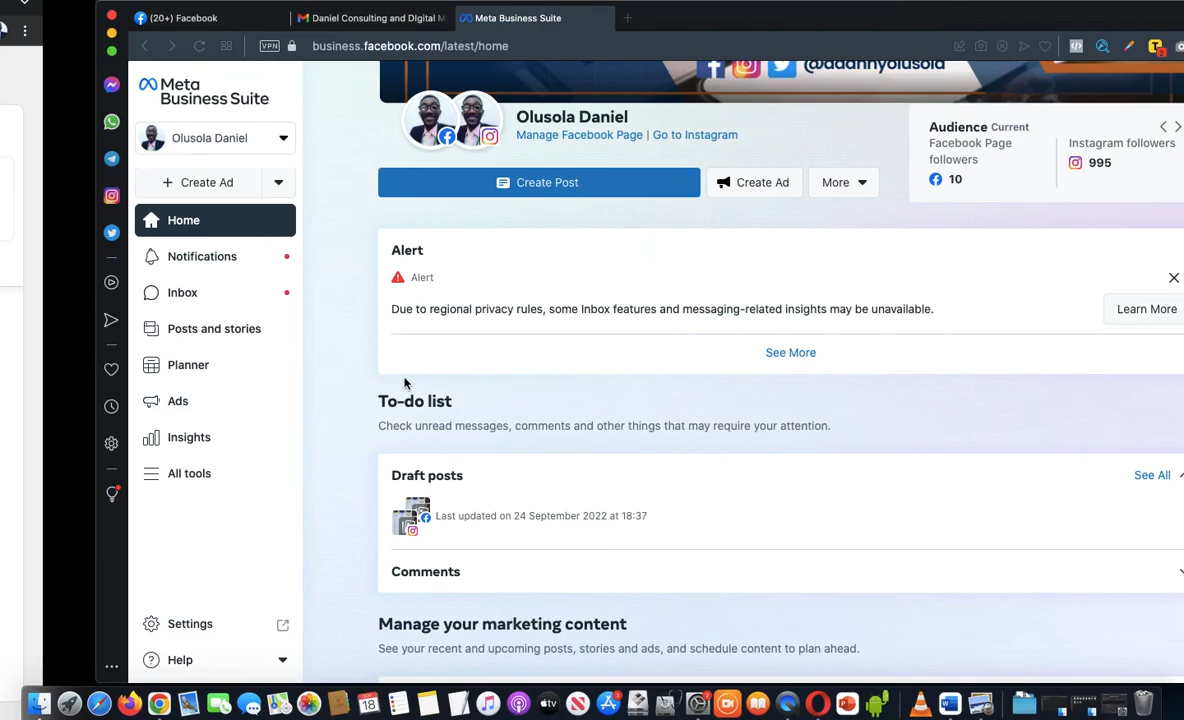 (20+) Facebook
Daniel Consulting and Digital M
Meta Business Suite
VPN
business.facebook.com/latest/home
@adannyolusola
Meta
Business Suite
Olusola Daniel
Create Ad
Home
Notifications
Inbox
Posts and stories
Planner
Ads
Insights
All tools
Settings
Help
Olusola Daniel
Manage Facebook Page | Go to Instagram
Create Post
Create Ad
More
Audience Current
Facebook Page
followers
10
Instagram followers
995
Alert
Alert
Due to regional privacy rules, some Inbox features and messaging-related insights may be unavailable.
Learn More
See More
To-do list
Check unread messages, comments and other things that may require your attention.
Draft posts
See All
Last updated on 24 September 2022 at 18:37
Comments
Manage your marketing content
See your recent and upcoming posts, stories and ads, and schedule content to plan ahead.
18
tv